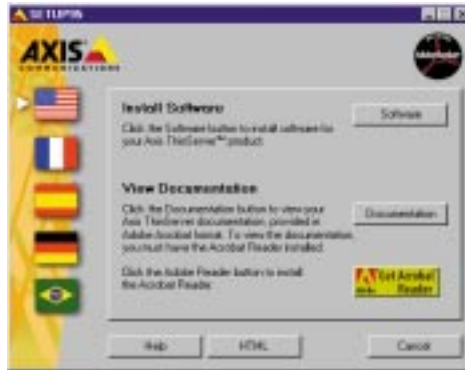 SETUP95
AXIS
COMMUNICATIONS
Install Software
Software
Click the Software button to install software for
your Axis ThinServer™ product
View Documentation
Click the Documentation button to view your
Axis ThinServer documentation, provided in
Documentation
Adobe Acrobat format. To view the documentation,
you must have the Acrobat Reader installed.
Click the Adobe Reader button to install
the Acrobat Reader
Get Acrobat
Reader
Help
HTML
Cancel